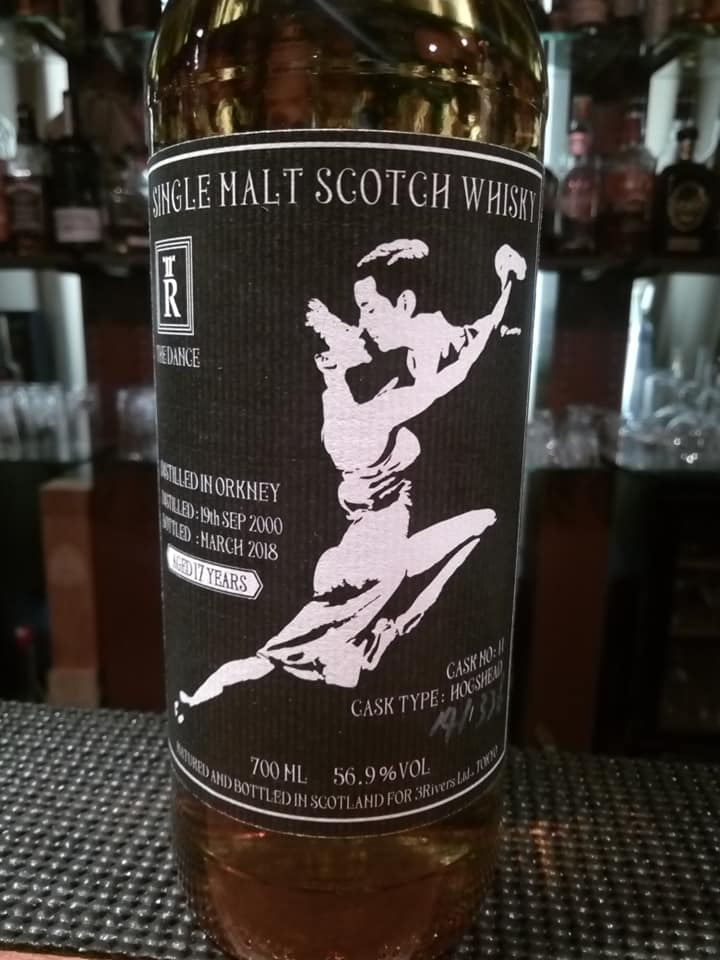 SINGLE MALT SCOTCH WHISKY
TR
THE DANCE
DISTILLED IN ORKNEY
DISTILLED : 19th SEP 2000
BOTTLED : MARCH 2018
AGED 17 YEARS
CASK NO : 11
CASK TYPE : HOGSHEAD
700 ML 56.9%VOL
MATURED AND BOTTLED IN SCOTLAND FOR 3Rivers Ltd., TOKYO